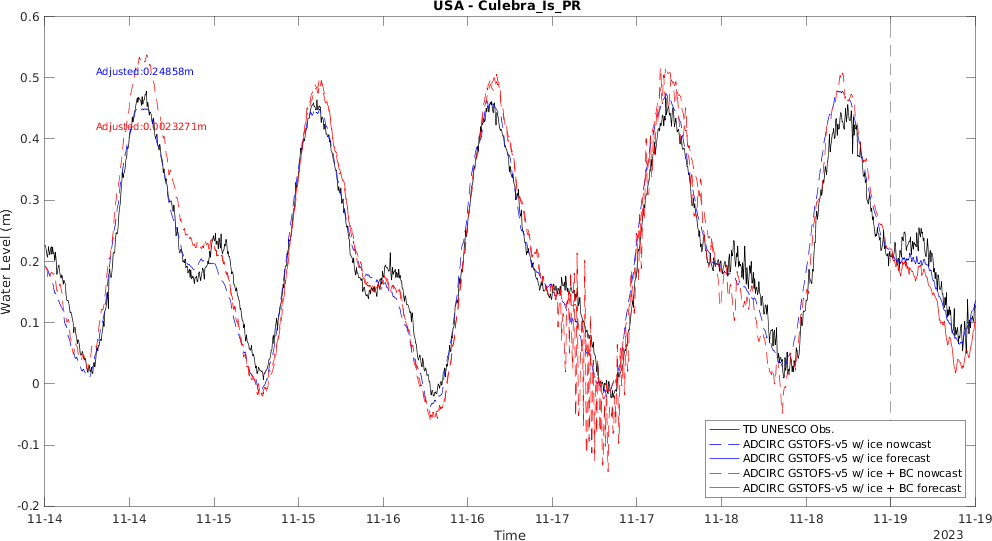 USA - Culebra_Is_PR
0.6
0.5
0.4
0.3
0.2
0.1
0
-0.1
-0.2
Water Level (m)
Adjusted:0.24858m
Adjusted:0.0023271m
TD UNESCO Obs.
ADCIRC GSTOFS-v5 w/ ice nowcast
ADCIRC GSTOFS-v5 w/ ice forecast
ADCIRC GSTOFS-v5 w/ ice + BC nowcast
ADCIRC GSTOFS-v5 w/ ice + BC forecast
11-14 11-14 11-15 11-15 11-16 11-16 11-17 11-17 11-18 11-18 11-19 11-19
Time
2023